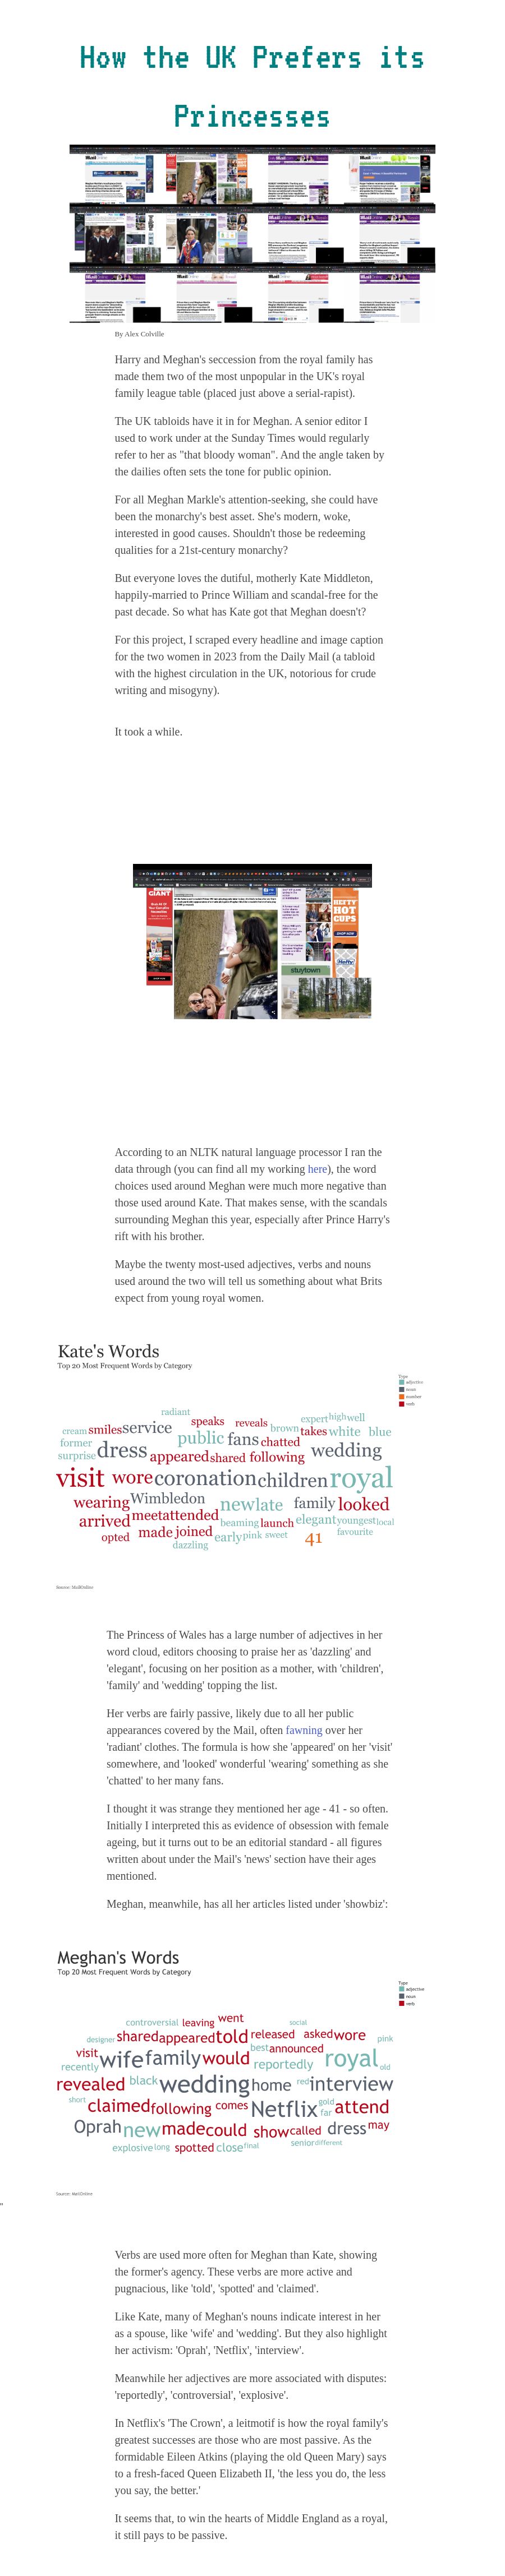 How the UK Prefers its
Princesses
By Alex Colville
Harry and Meghan's seccession from the royal family has
made them two of the most unpopular in the UK's royal
family league table (placed just above a serial-rapist).
The UK tabloids have it in for Meghan. A senior editor I
used to work under at the Sunday Times would regularly
refer to her as "that bloody woman". And the angle taken by
the dailies often sets the tone for public opinion.
For all Meghan Markle's attention-seeking, she could have
been the monarchy's best asset. She's modern, woke,
interested in good causes. Shouldn't those be redeeming
qualities for a 21st-century monarchy?
But everyone loves the dutiful, motherly Kate Middleton,
happily-married to Prince William and scandal-free for the
past decade. So what has Kate got that Meghan doesn't?
For this project, I scraped every headline and image caption
for the two women in 2023 from the Daily Mail (a tabloid
with the highest circulation in the UK, notorious for crude
writing and misogyny).
It took a while.
GIANT
BETTY
HOT
CUPS
SHOP NOW
Hefty
stuytown
According to an NLTK natural language processor I ran the
data through (you can find all my working here), the word
choices used around Meghan were much more negative than
those used around Kate. That makes sense, with the scandals
surrounding Meghan this year, especially after Prince Harry's
rift with his brother.
Maybe the twenty most-used adjectives, verbs and nouns
used around the two will tell us something about what Brits
expect from young royal women.
Kate's Words
Top 20 Most Frequent Words by Category
Type
adjective
noun
number
verb
radiant
speaks reveals expert high well
cream smiles service brown takes white blue
former public fans chatted
surprise dress appeared shared following wedding
visit wore coronation children royal
wearing Wimbledon new late family looked
arrived meet attended beaming launch elegant youngest local
opted made joined early pink sweet 41 favourite
dazzling
Source: MailOnline
The Princess of Wales has a large number of adjectives in her
word cloud, editors choosing to praise her as 'dazzling' and
'elegant', focusing on her position as a mother, with 'children',
'family' and 'wedding' topping the list.
Her verbs are fairly passive, likely due to all her public
appearances covered by the Mail, often fawning over her
'radiant' clothes. The formula is how she 'appeared' on her 'visit'
somewhere, and 'looked' wonderful 'wearing' something as she
'chatted' to her many fans.
I thought it was strange they mentioned her age - 41 - so often.
Initially I interpreted this as evidence of obsession with female
ageing, but it turns out to be an editorial standard - all figures
written about under the Mail's 'news' section have their ages
mentioned.
Meghan, meanwhile, has all her articles listed under 'showbiz':
Meghan's Words
Top 20 Most Frequent Words by Category
Type
adjective
noun
verb
controversial leaving went social
designer shared appeared told released asked wore pink
visit best announced
recently wife family would reportedly royal old
revealed black wedding home red interview
short claimed following comes Netflix gold far attend
Oprah new made could show called dress may
explosive long spotted close final senior different
Source: MailOnline
"
Verbs are used more often for Meghan than Kate, showing
the former's agency. These verbs are more active and
pugnacious, like 'told', 'spotted' and 'claimed'.
Like Kate, many of Meghan's nouns indicate interest in her
as a spouse, like 'wife' and 'wedding'. But they also highlight
her activism: 'Oprah', 'Netflix', 'interview'.
Meanwhile her adjectives are more associated with disputes:
'reportedly', 'controversial', 'explosive'.
In Netflix's 'The Crown', a leitmotif is how the royal family's
greatest successes are those who are most passive. As the
formidable Eileen Atkins (playing the old Queen Mary) says
to a fresh-faced Queen Elizabeth II, 'the less you do, the less
you say, the better.'
It seems that, to win the hearts of Middle England as a royal,
it still pays to be passive.